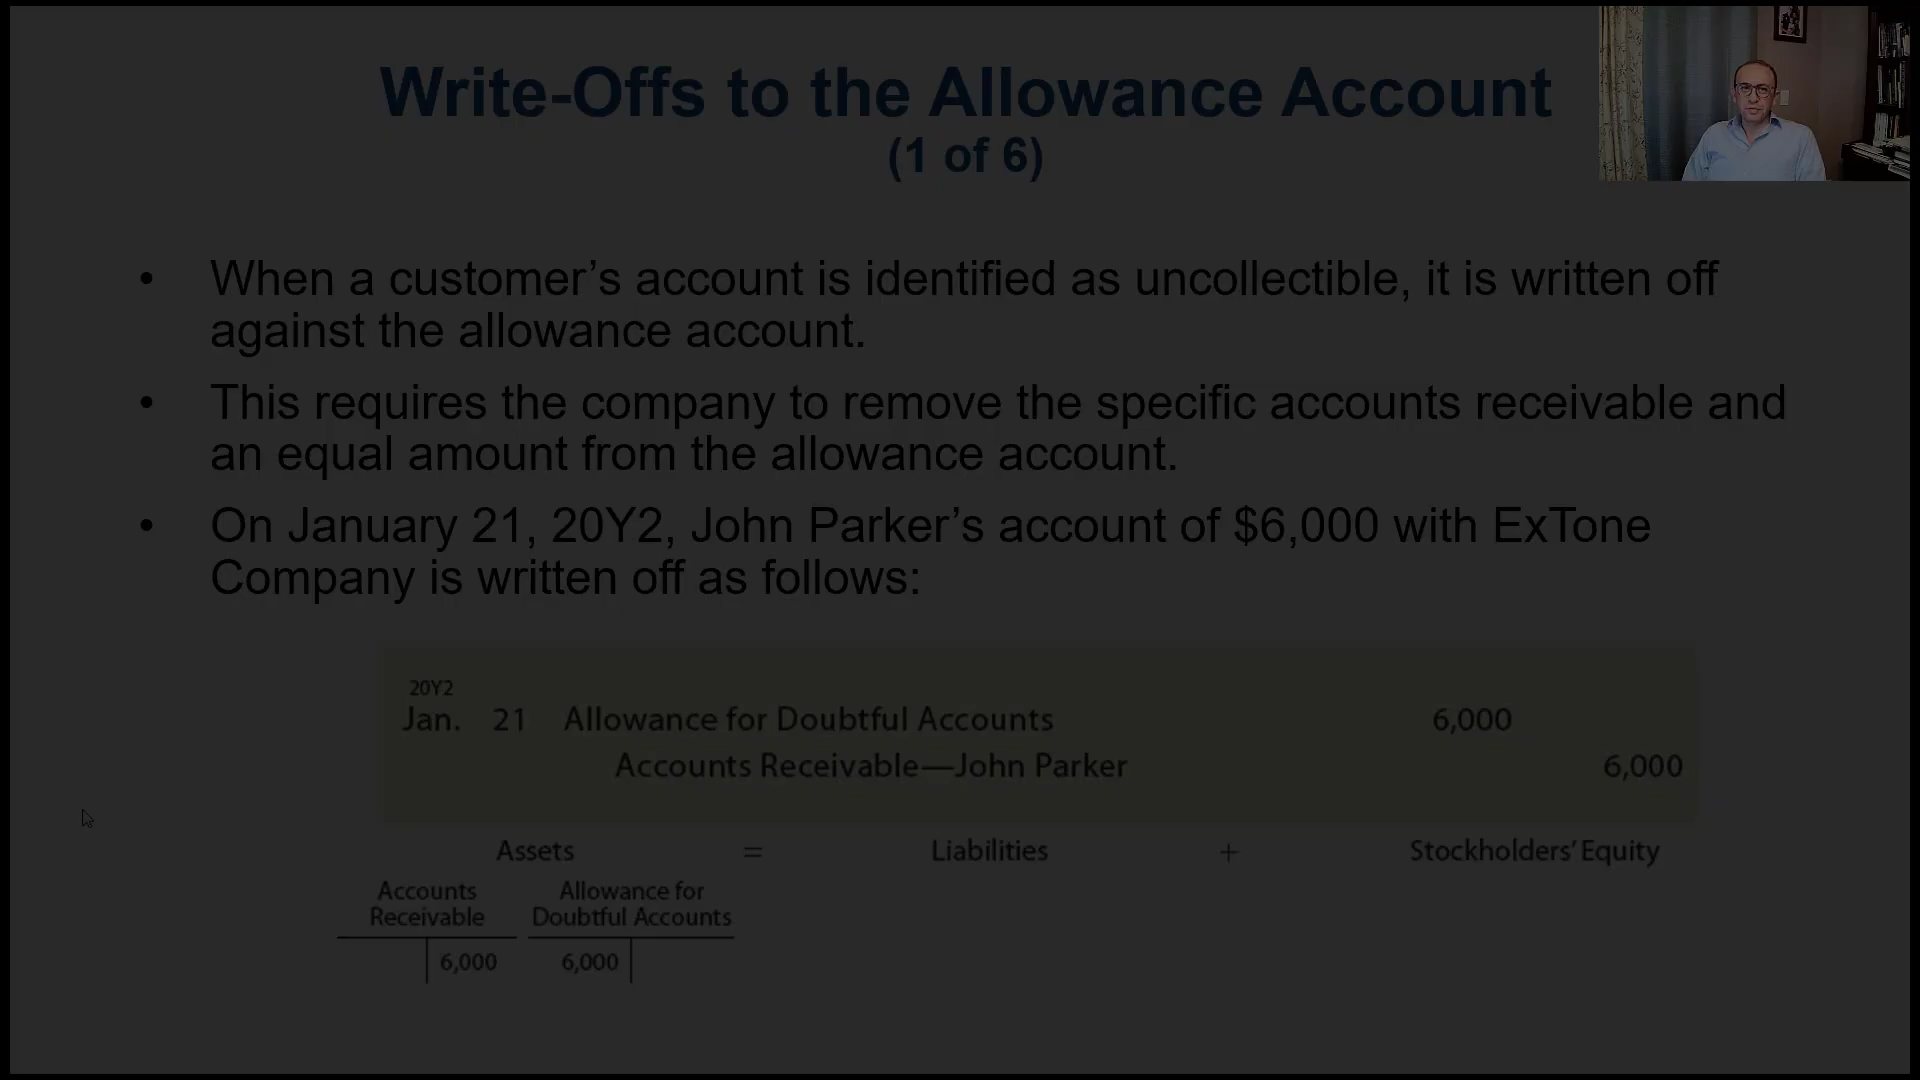 Write-Offs to the Allowance Account
(1 of 6)
• When a customer’s account is identified as uncollectible, it is written off
against the allowance account.
• This requires the company to remove the specific accounts receivable and
an equal amount from the allowance account.
• On January 21, 20Y2, John Parker’s account of $6,000 with ExTone
Company is written off as follows:
20Y2
Jan. 21 Allowance for Doubtful Accounts 6,000
Accounts Receivable—John Parker 6,000
Assets = Liabilities + Stockholders’ Equity
Accounts Allowance for
Receivable Doubtful Accounts
6,000 6,000